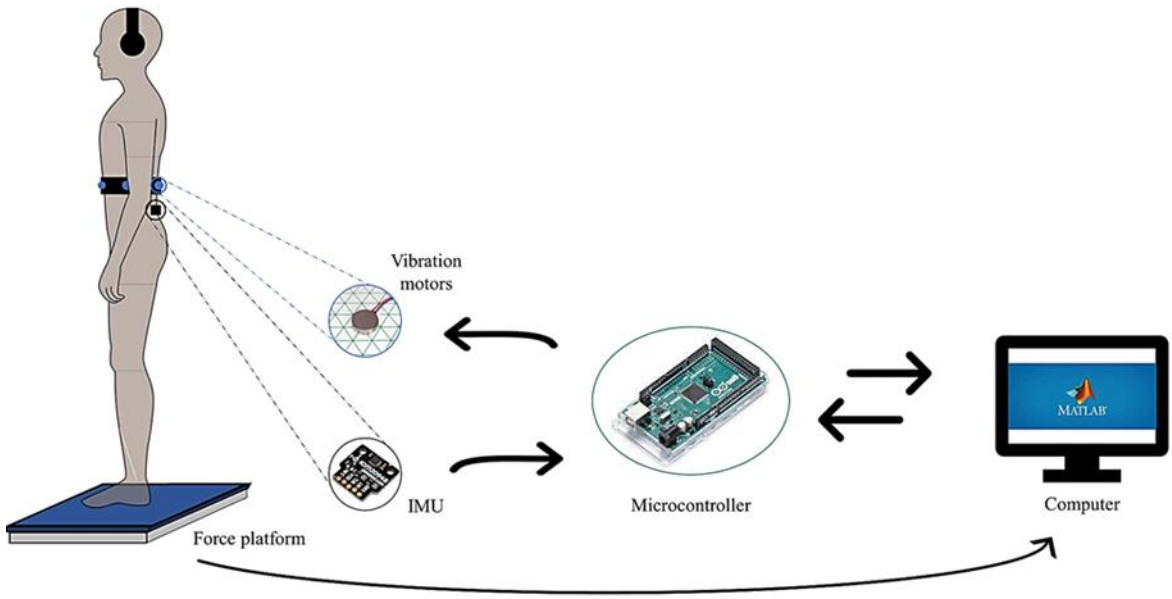 Vibration
motors
MATLAB
IMU
Microcontroller
Computer
Force platform